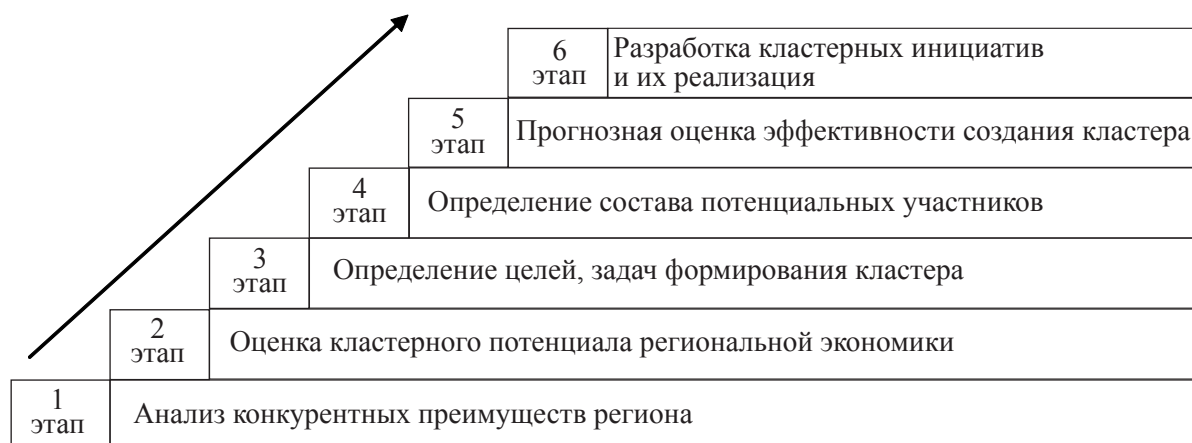 6
этап
Разработка кластерных инициатив
и их реализация
5
этап
Прогнозная оценка эффективности создания кластера
4
этап
Определение состава потенциальных участников
3
этап
Определение целей, задач формирования кластера
2
этап
Оценка кластерного потенциала региональной экономики
1
этап
Анализ конкурентных преимуществ региона